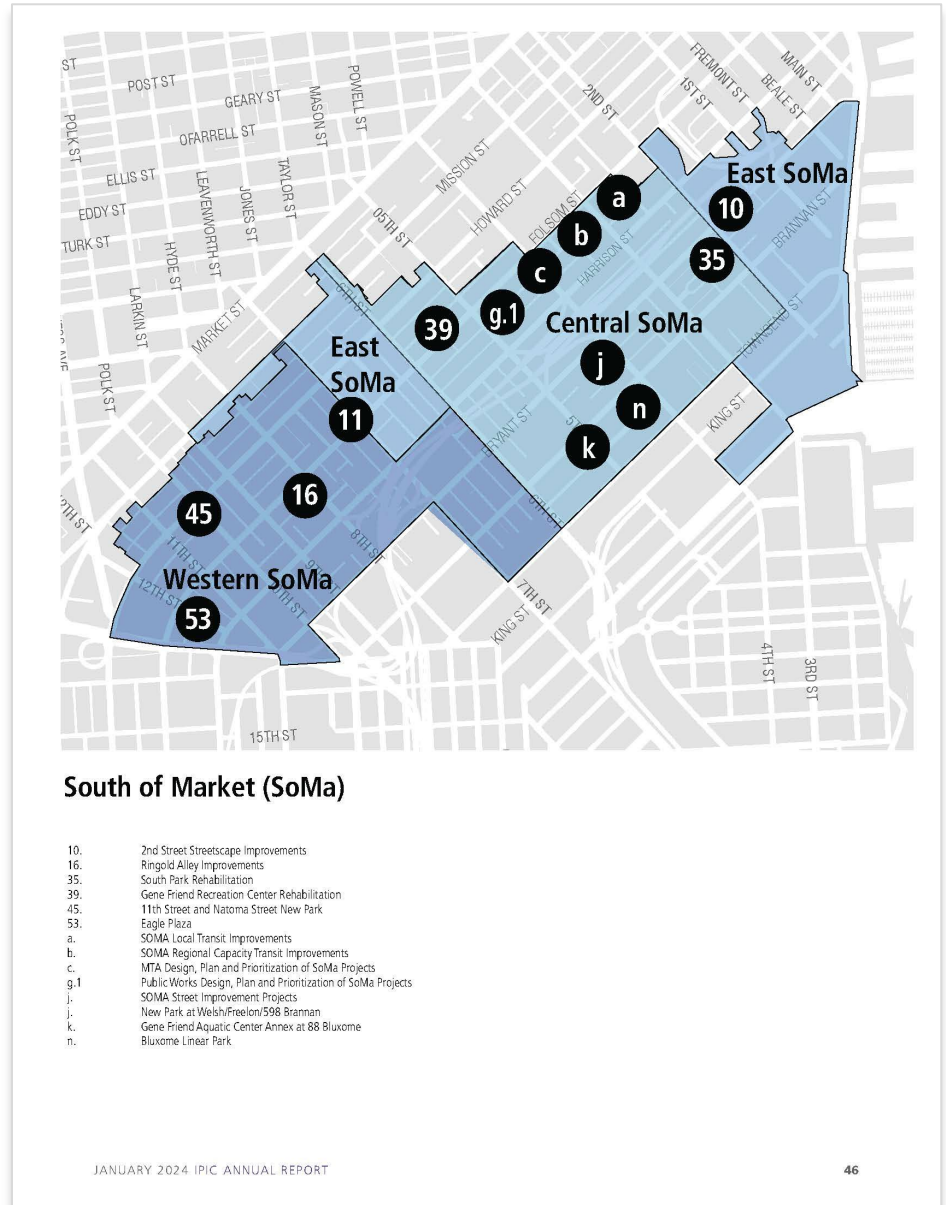 ST
POST ST
GEARY ST
POWELL ST
MASON ST
POLK ST
OFARRELL ST
ELLIS ST
TAYLOR ST
LEAVENWORTH ST
JONES ST
EDDY ST
TURK ST
HYDE ST
LARKIN ST
MARKET ST
POLK ST
05TH ST
MISSION ST
HOWARD ST
FOLSOM ST
2ND ST
FREMONT ST
1ST ST
MAIN ST
BEALE ST
East SoMa
10
BRANNAN ST
a
b
HARRISON ST
35
c
6TH ST
g.1
39
Central SoMa
TOWNSEND ST
East
SoMa
j
11
n
k
KING ST
16
45
8TH ST
6TH ST
11TH ST
12TH ST
Western SoMa
53
7TH ST
KING ST
4TH ST
3RD ST
15TH ST
South of Market (SoMa)
10. 2nd Street Streetscape Improvements
16. Ringold Alley Improvements
35. South Park Rehabilitation
39. Gene Friend Recreation Center Rehabilitation
45. 11th Street and Natoma Street New Park
53. Eagle Plaza
a. SOMA Local Transit Improvements
b. SOMA Regional Capacity Transit Improvements
c. MTA Design, Plan and Prioritization of SoMa Projects
g.1 Public Works Design, Plan and Prioritization of SoMa Projects
j. SOMA Street Improvement Projects
j. New Park at Welsh/Freelon/598 Brannan
k. Gene Friend Aquatic Center Annex at 88 Bluxome
n. Bluxome Linear Park
JANUARY 2024 IPIC ANNUAL REPORT
46